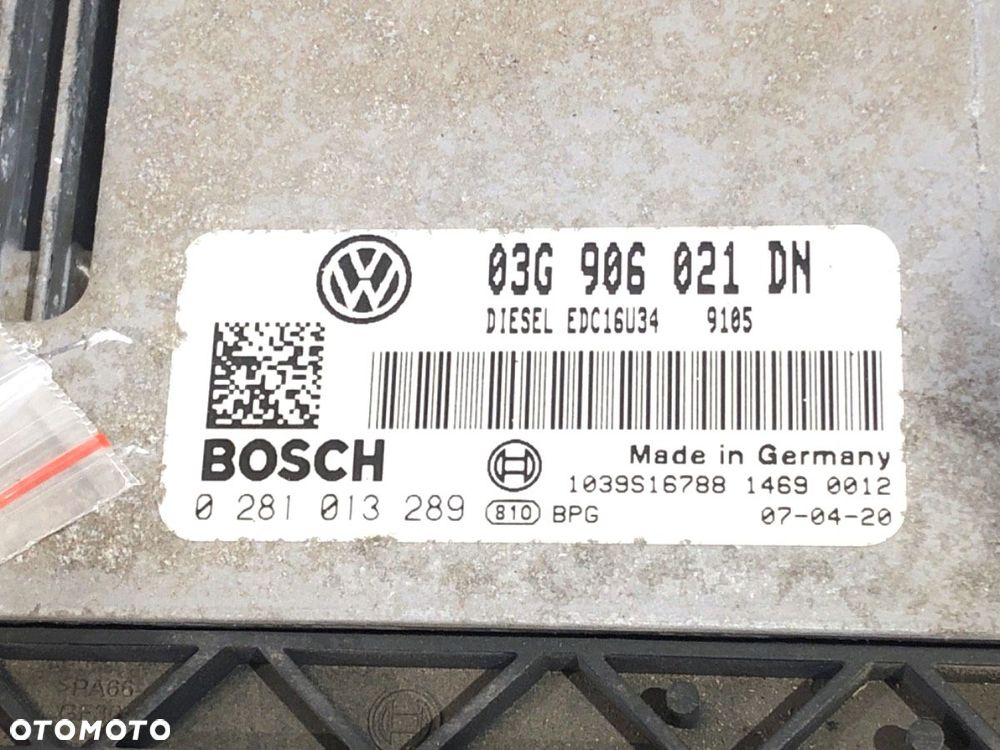 03G 906 021 DN
DIESEL EDC16U34 9105
BOSCH
Made in Germany
1039S16788 1469 0012
0 281 013 289 810 BPG 07-04-20
>PA66-
OTOMOTO